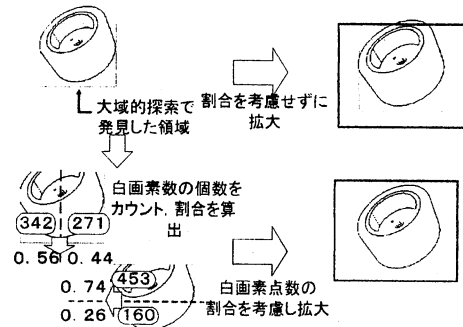 大域的探索で
発見した領域
割合を考慮せずに
拡大
白画素数の個数を
カウント.割合を算
出
342 271
0.56 0.44
453
0.74
0.26 160
白画素点数の
割合を考慮し拡大